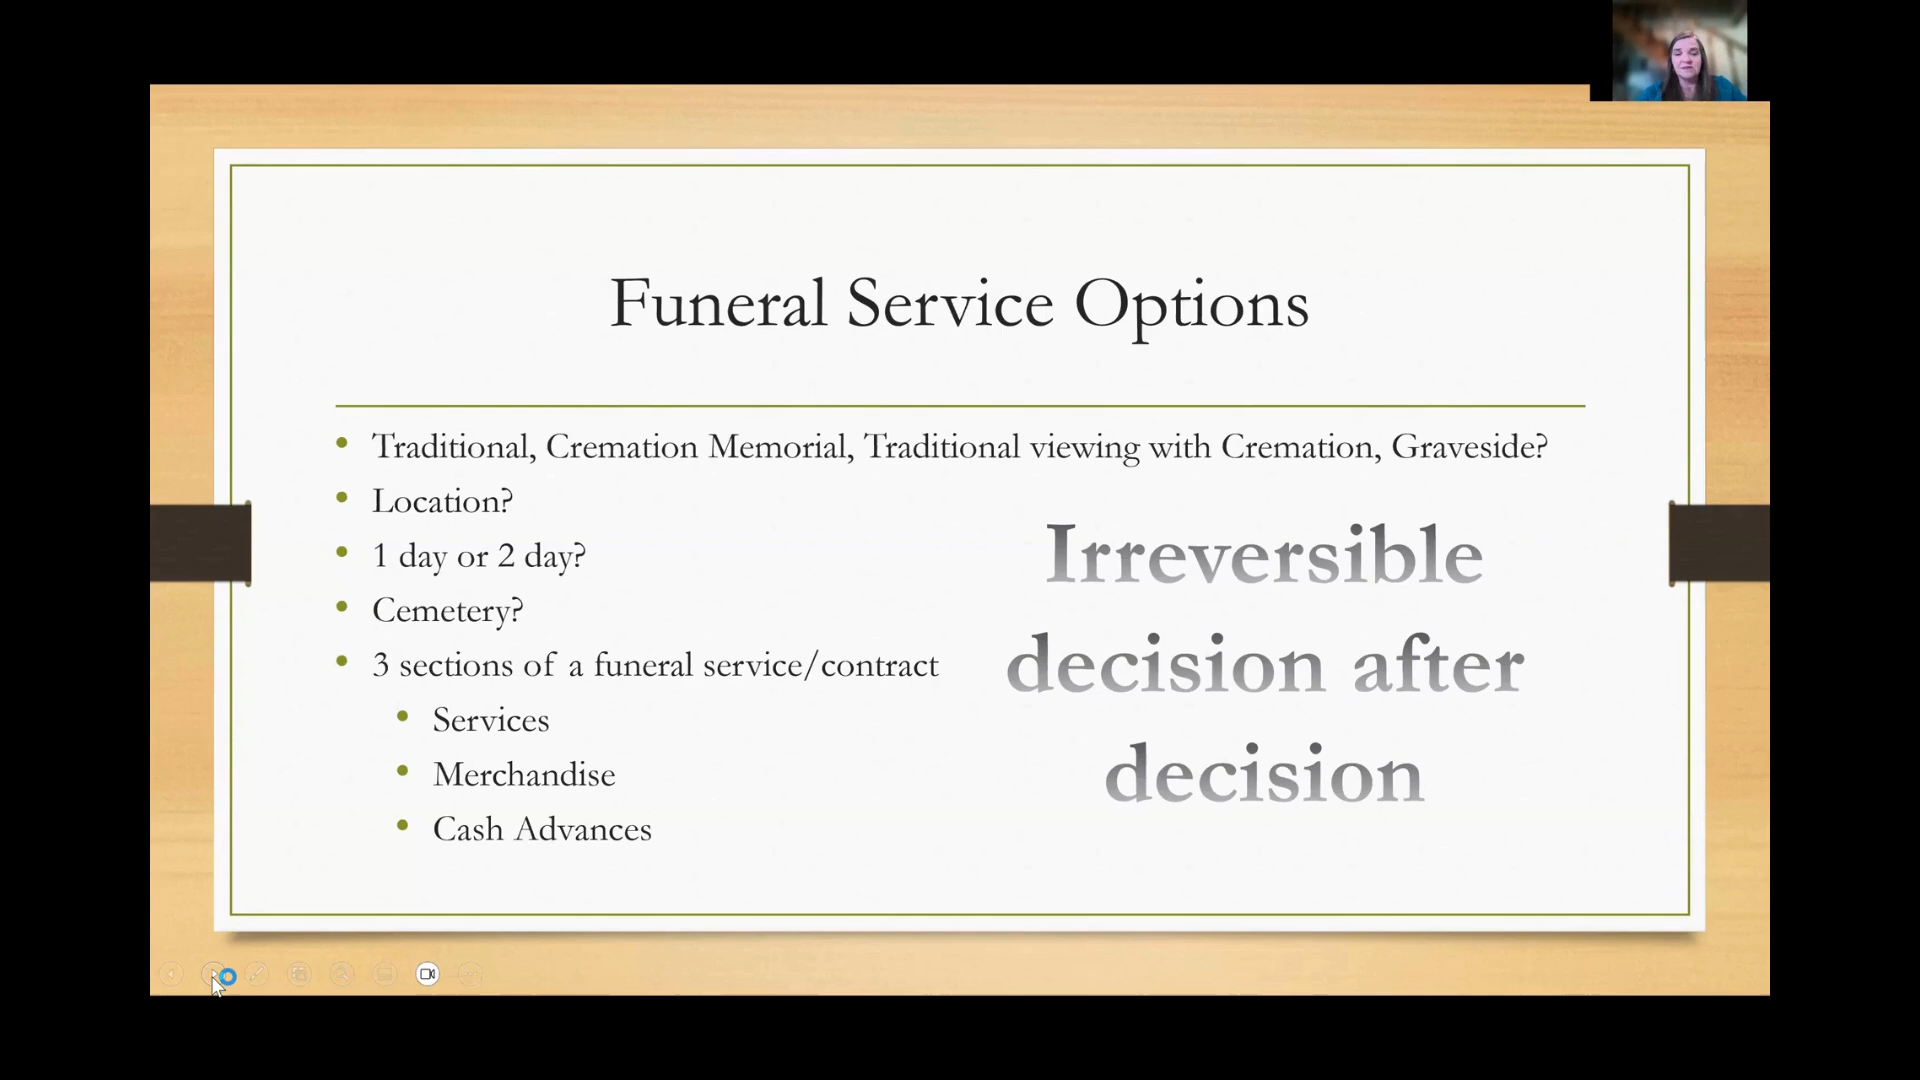 Funeral Service Options
Traditional, Cremation Memorial, Traditional viewing with Cremation, Graveside?
Location?
1 day or 2 day?
Cemetery?
3 sections of a funeral service/contract
Services
Merchandise
Cash Advances
Irreversible
decision after
decision